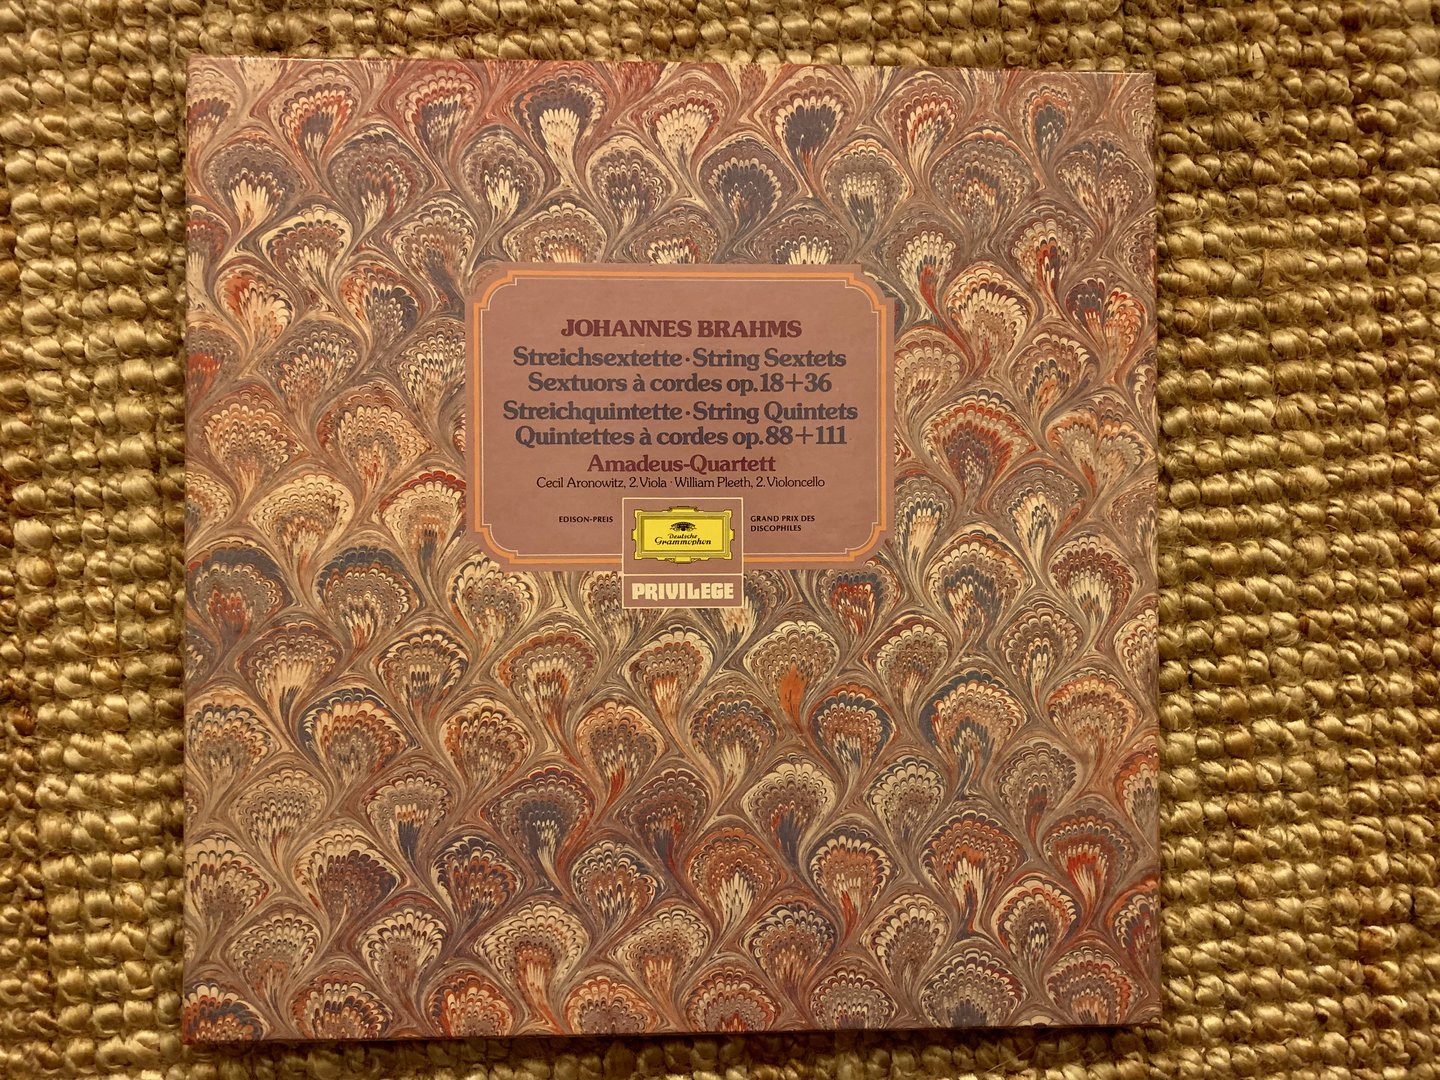 JOHANNES BRAHMS
Streichsextette · String Sextets
Sextuors à cordes op.18+36
Streichquintette · String Quintets
Quintettes à cordes op.88+111
Amadeus-Quartett
Cecil Aronowitz, 2. Viola · William Pleeth, 2. Violoncello
EDISON-PREIS
GRAND PRIX DES
DISCOPHILES
Deutsche
Grammophon
PRIVILEGE